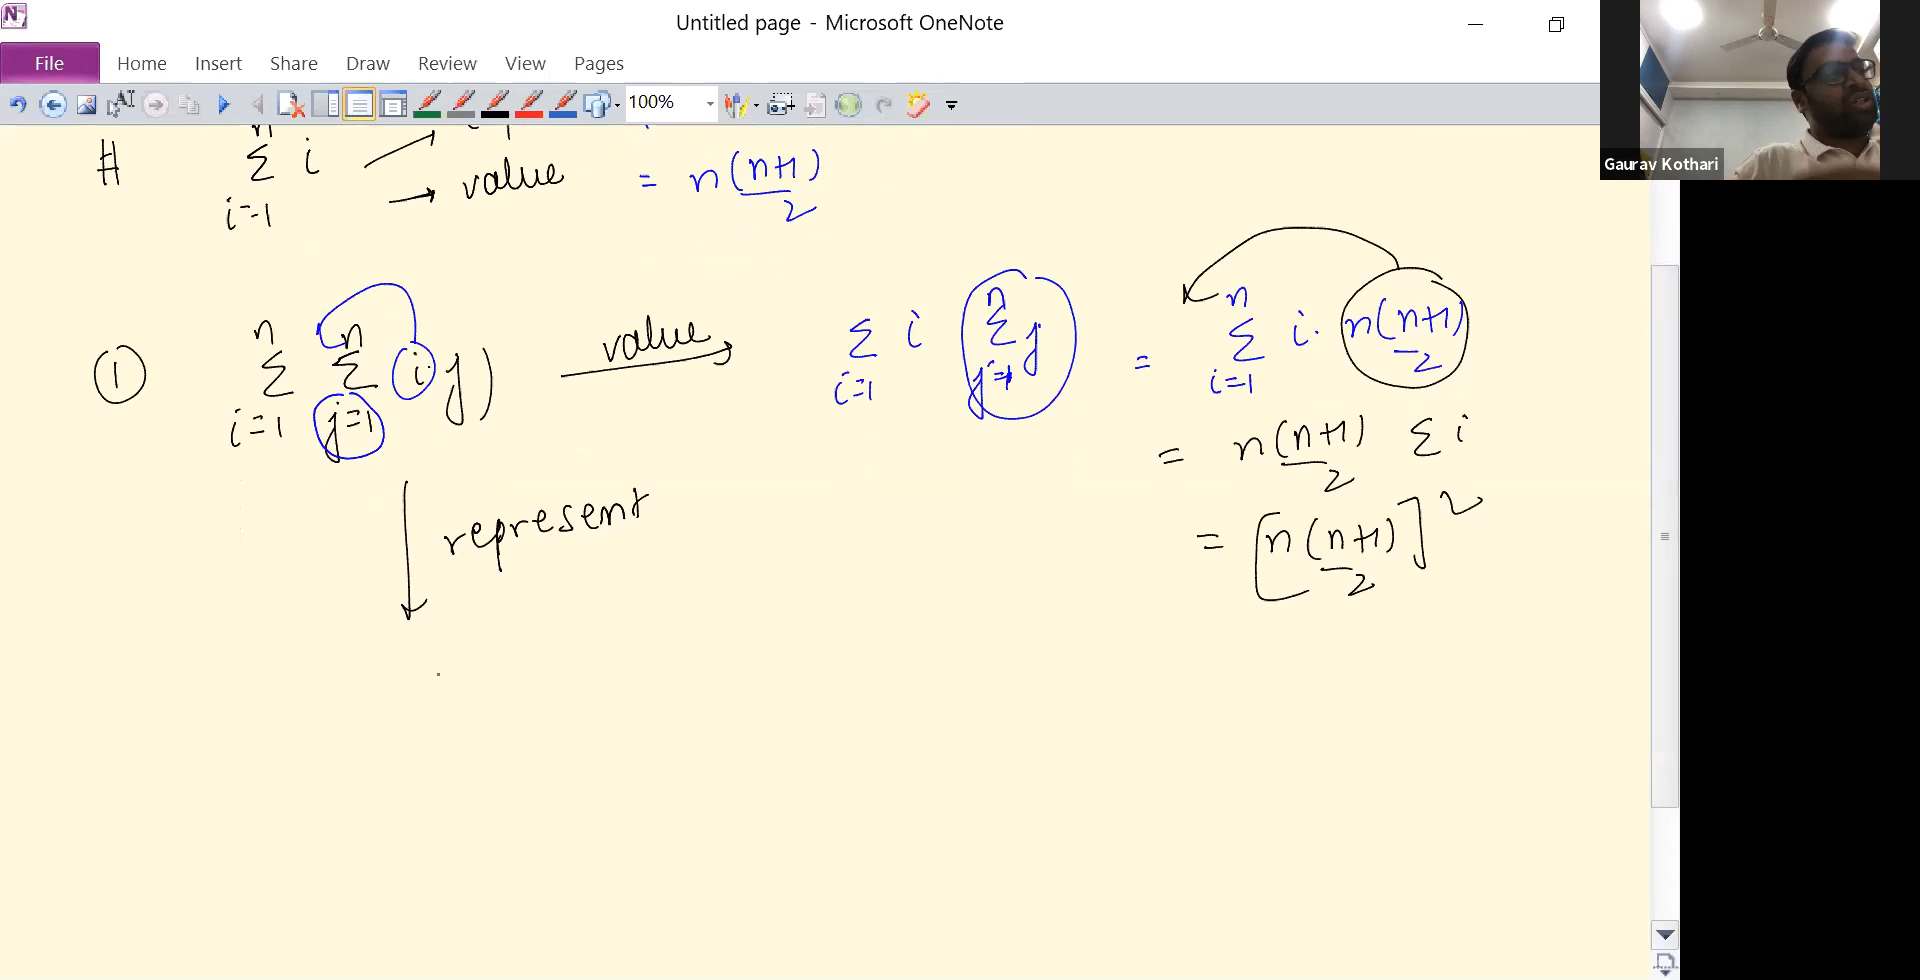 Untitled page - Microsoft OneNote
File Home Insert Share Draw Review View Pages
100%
Gaurav Kothari
# n Σ i=1 i → value = n(n+1)/2
① n Σ i=1 n Σ j=1 (i·j) value → Σ i=1 i n Σ j=1 j = n Σ i=1 i · n(n+1)/2
= n(n+1)/2 Σ i
represent
= [n(n+1)/2]²